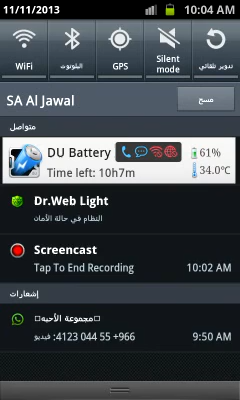 11/11/2013 10:04 AM
WiFi البلوتوث GPS Silent mode تدوير تلقائي
SA Al Jawal مسح
متواصل
DU Battery 61%
Time left: 10h7m 34.0℃
Dr.Web Light
النظام في حالة الأمان
Screencast
Tap To End Recording 10:02 AM
إشعارات
مجموعة الأحبه
+966 55 044 4123: فيديو 9:50 AM